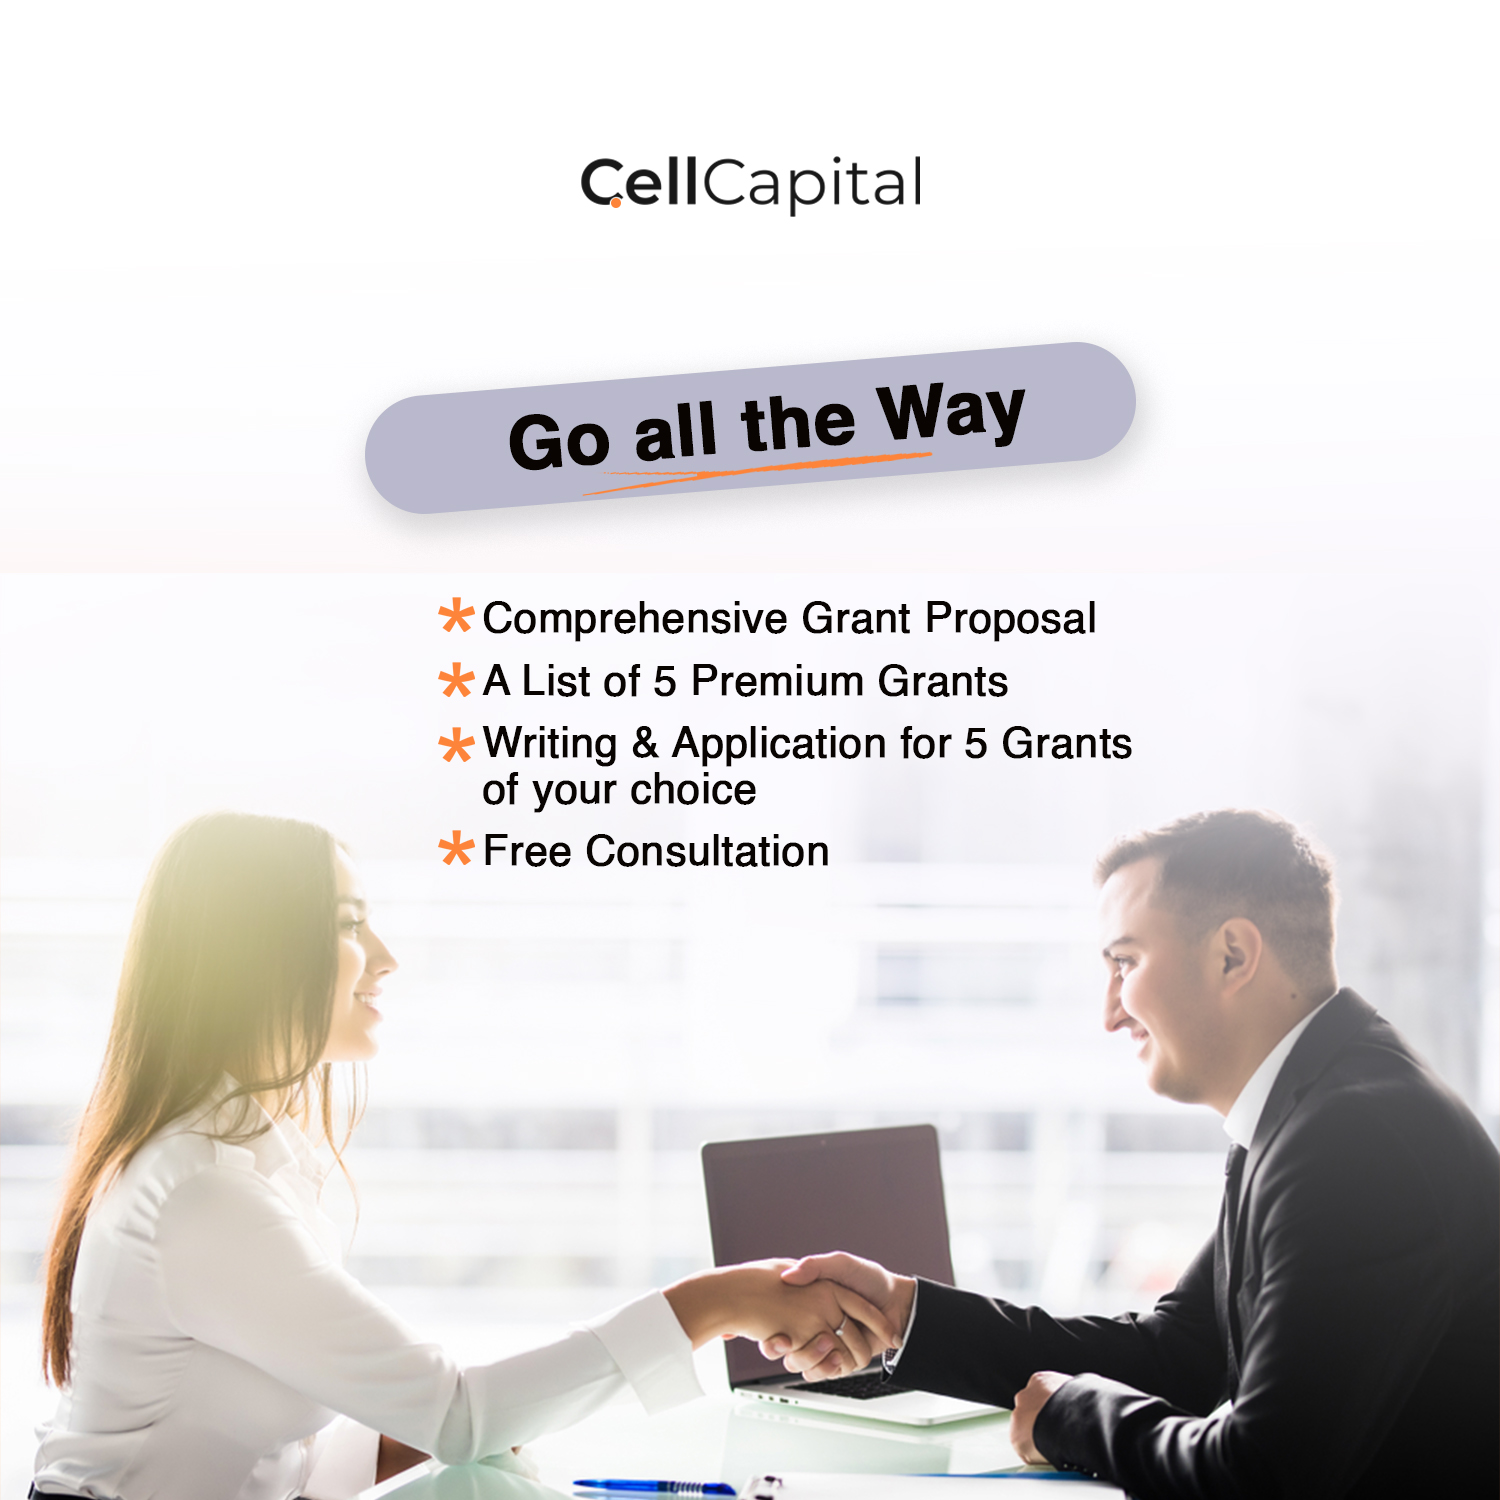 CellCapital
Go all the Way
* Comprehensive Grant Proposal
* A List of 5 Premium Grants
* Writing & Application for 5 Grants
of your choice
* Free Consultation